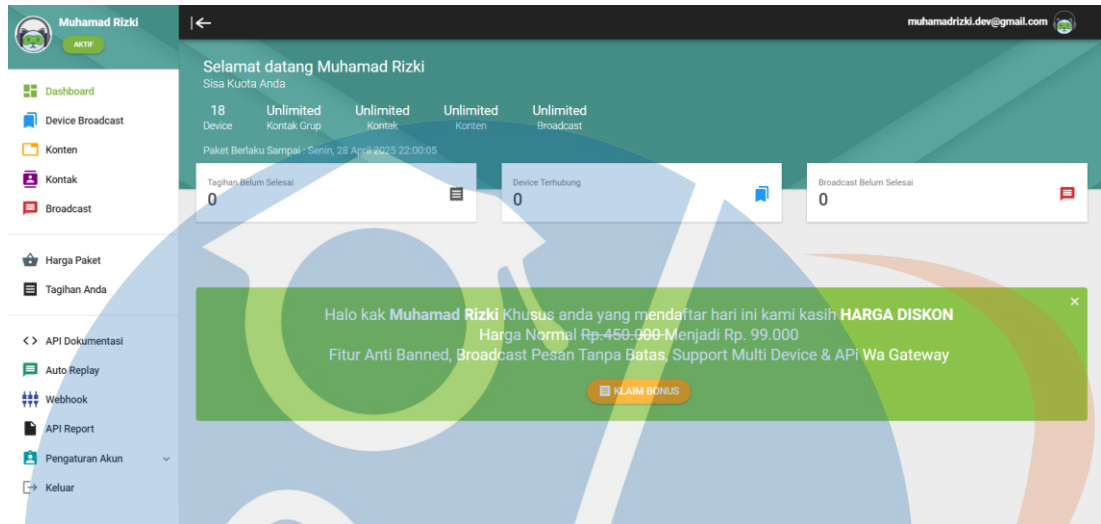 Muhamad Rizki
AKTIF
Dashboard
Device Broadcast
Konten
Kontak
Broadcast
Harga Paket
Tagihan Anda
API Dokumentasi
Auto Replay
Webhook
API Report
Pengaturan Akun
Keluar
muhamadrizki.dev@gmail.com
Selamat datang Muhamad Rizki
Sisa Kuota Anda
18 Unlimited Unlimited Unlimited Unlimited
Device Kontak Grup Kontak Konten Broadcast
Paket Berlaku Sampai : Senin, 28 April 2025 22:00:05
Tagihan Belum Selesai
0
Device Terhubung
0
Broadcast Belum Selesai
0
Halo kak Muhamad Rizki Khusus anda yang mendaftar hari ini kami kasih HARGA DISKON
Harga Normal Rp.450.000 Menjadi Rp. 99.000
Fitur Anti Banned, Broadcast Pesan Tanpa Batas, Support Multi Device & APi Wa Gateway
KLAIM BONUS